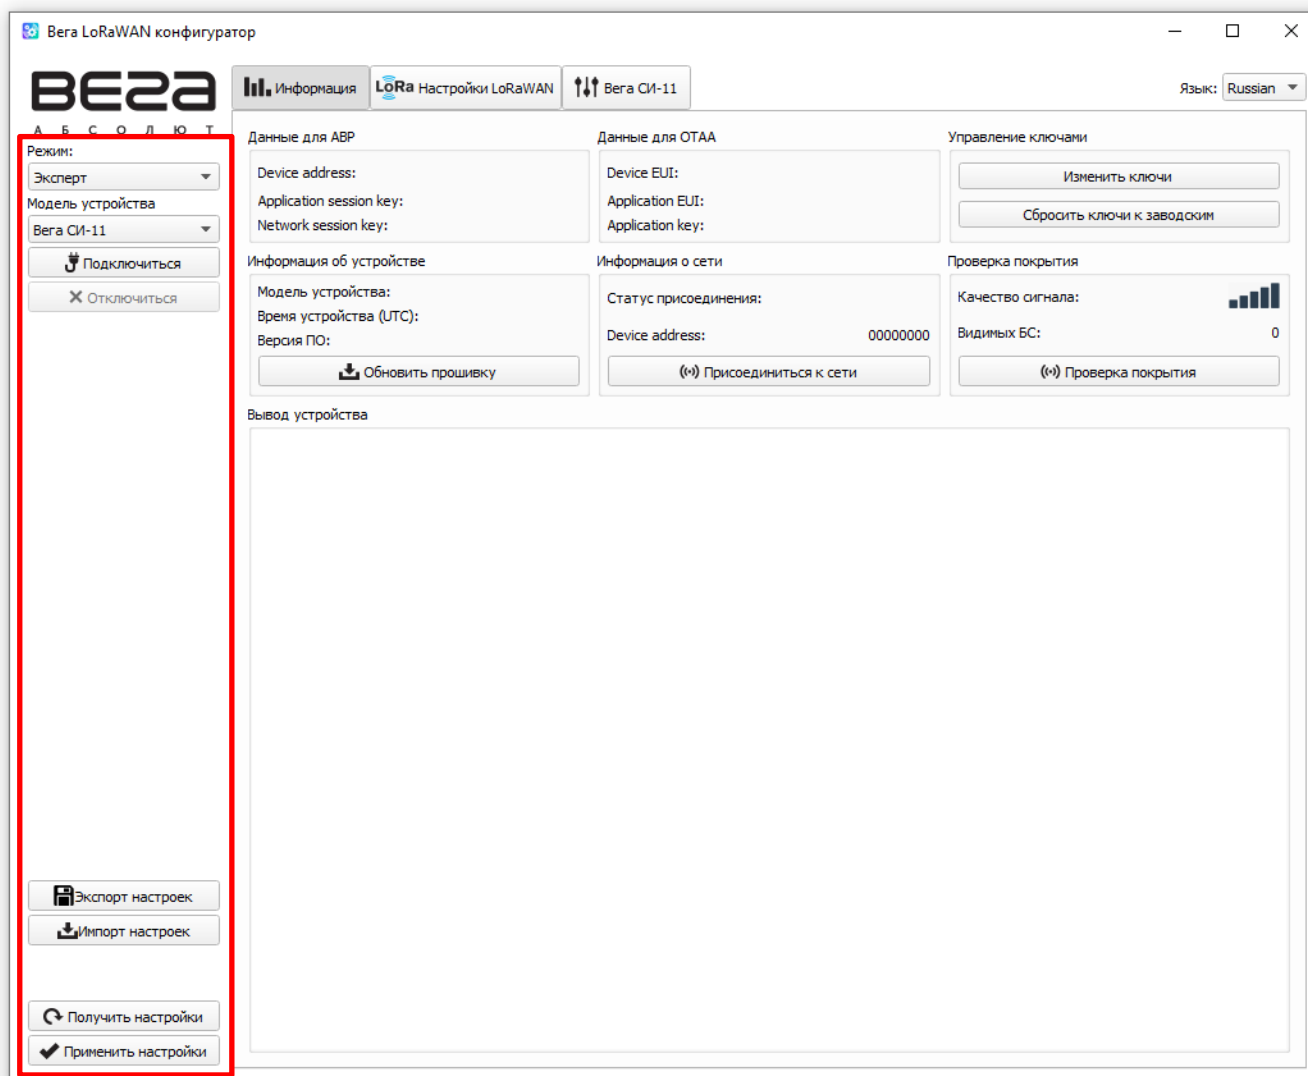 Вега LoRaWAN конфигуратор
ВЕГА
АБСОЛЮТ
Информация
LoRa Настройки LoRaWAN
Вега СИ-11
Язык: Russian
Режим:
Эксперт
Модель устройства
Вега СИ-11
Подключиться
Отключиться
Экспорт настроек
Импорт настроек
Получить настройки
Применить настройки
Данные для ABP
Device address:
Application session key:
Network session key:
Данные для OTAA
Device EUI:
Application EUI:
Application key:
Управление ключами
Изменить ключи
Сбросить ключи к заводским
Информация об устройстве
Модель устройства:
Время устройства (UTC):
Версия ПО:
Обновить прошивку
Информация о сети
Статус присоединения:
Device address: 00000000
Присоединиться к сети
Проверка покрытия
Качество сигнала:
Видимых БС: 0
Проверка покрытия
Вывод устройства